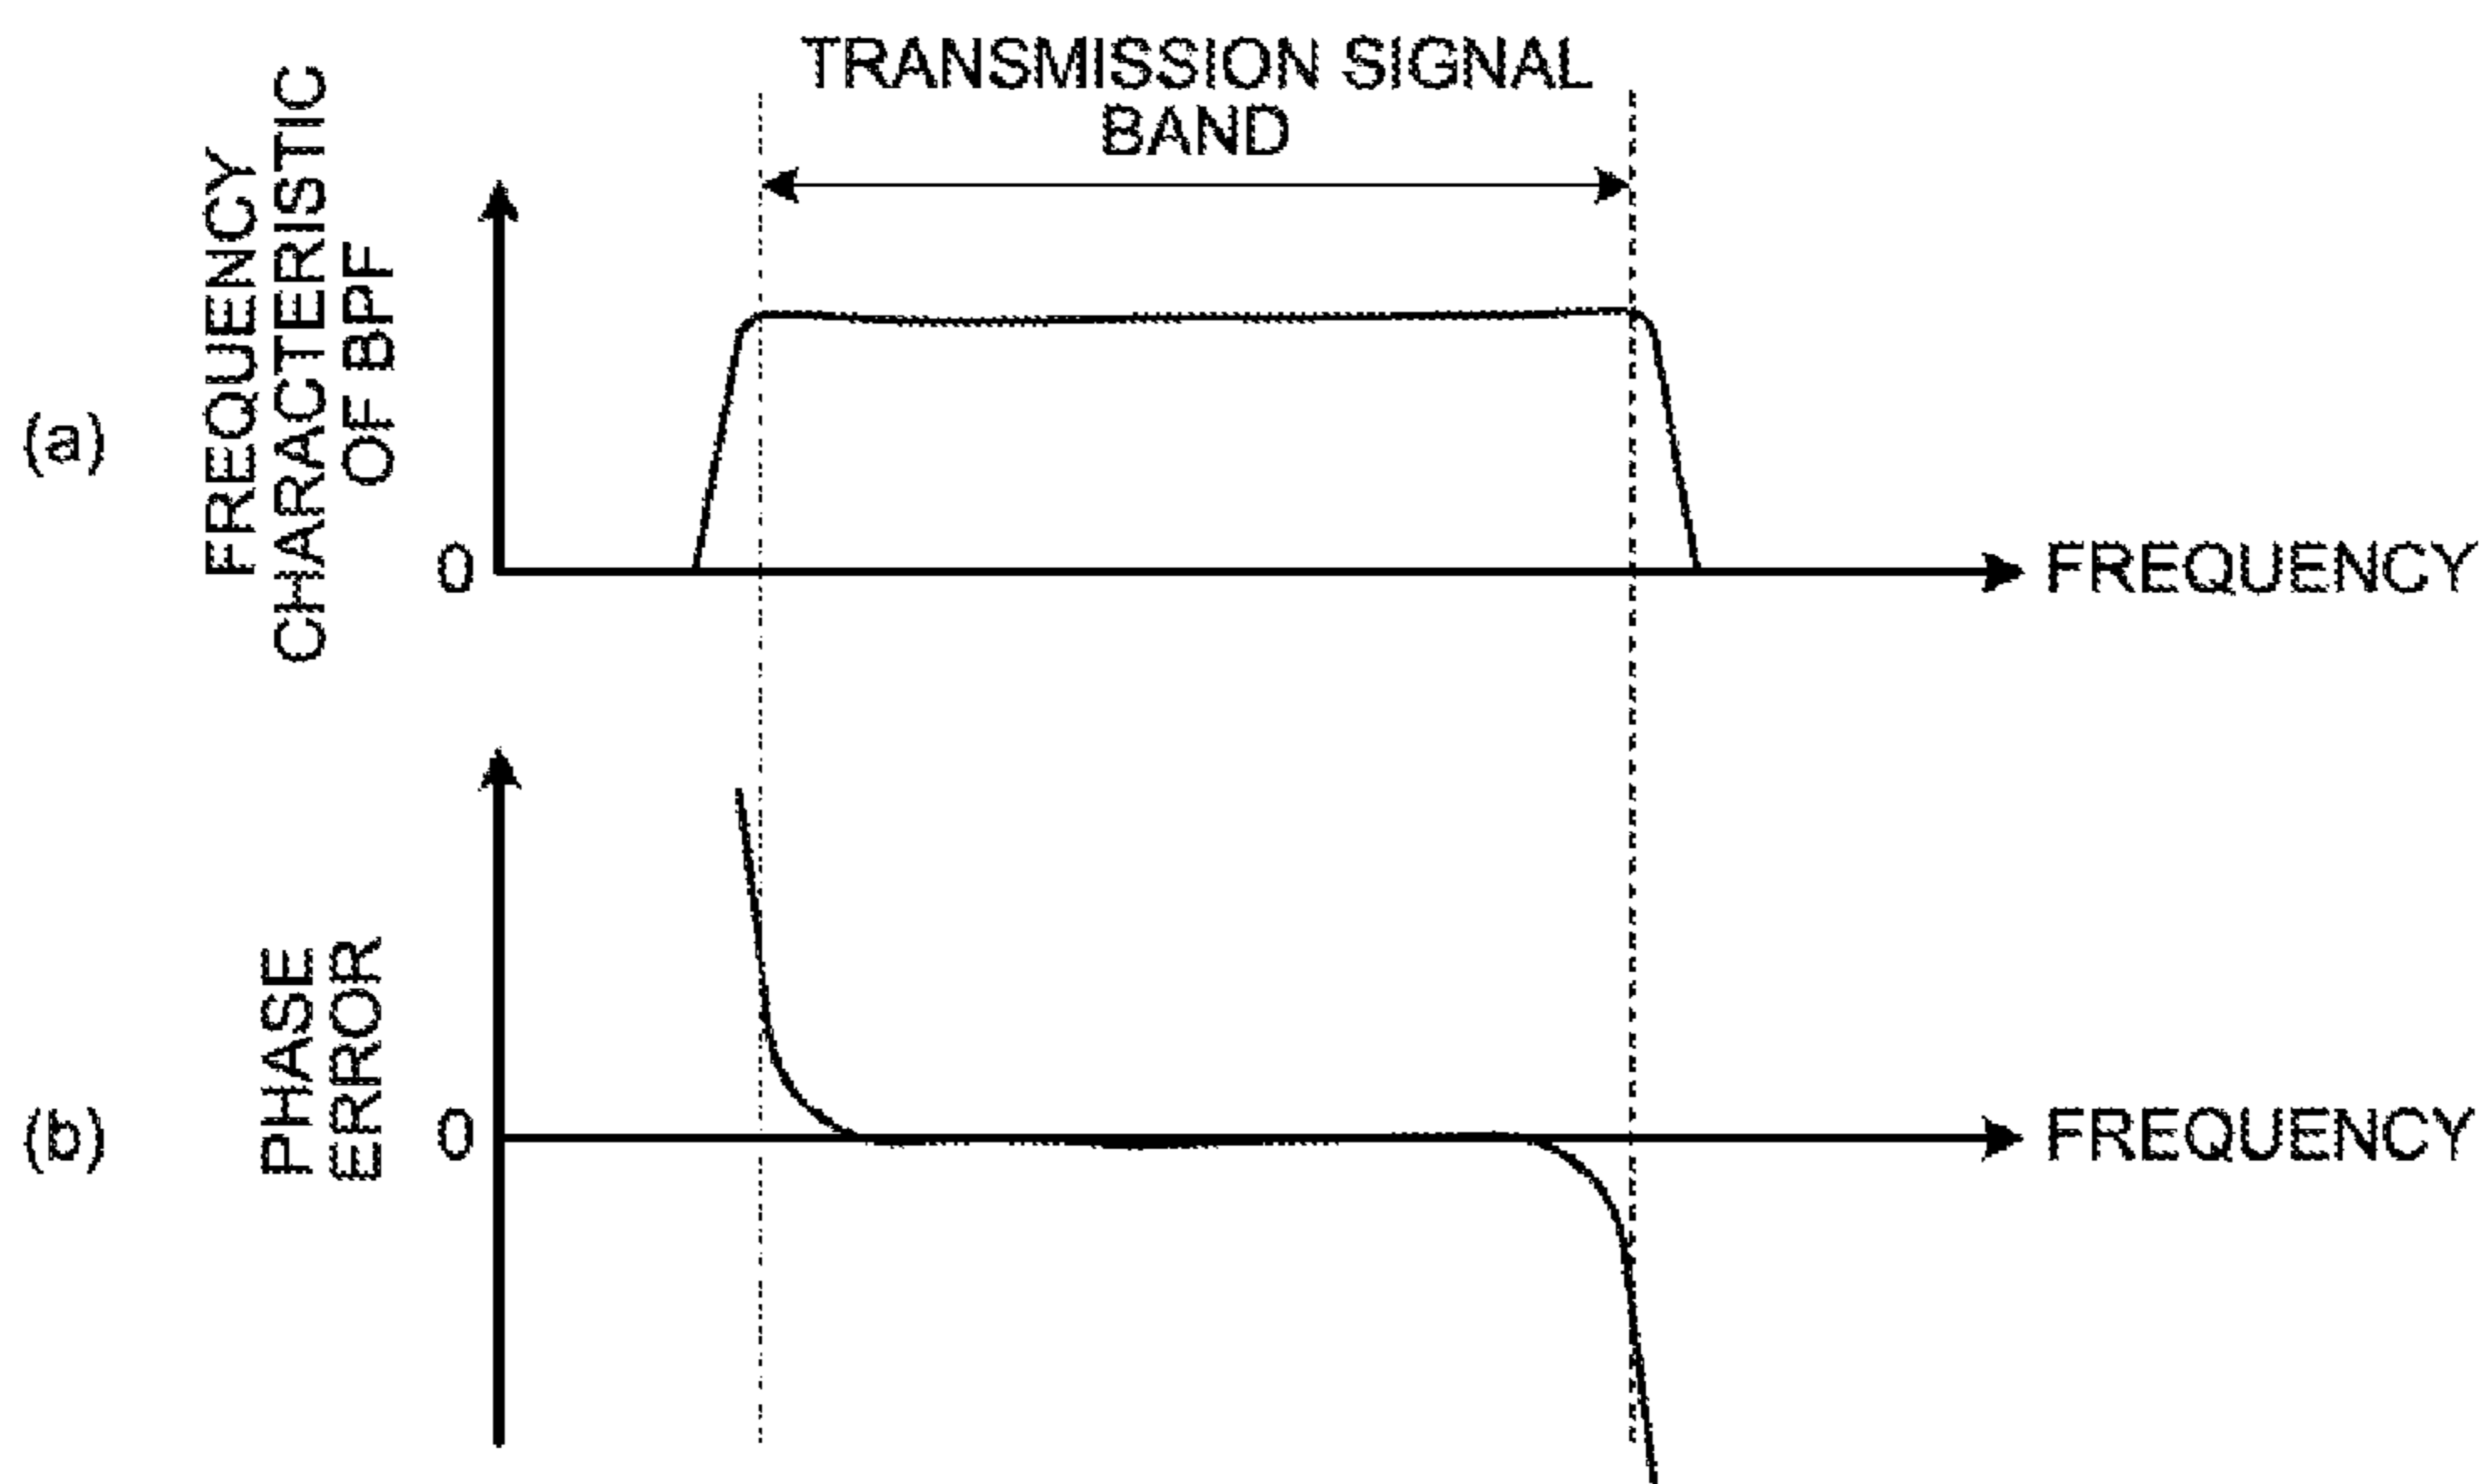 TRANSMISSION SIGNAL
BAND
(a)
FREQUENCY
CHARACTERISTIC
OF BPF
0
FREQUENCY
(b)
PHASE
ERROR
0
FREQUENCY